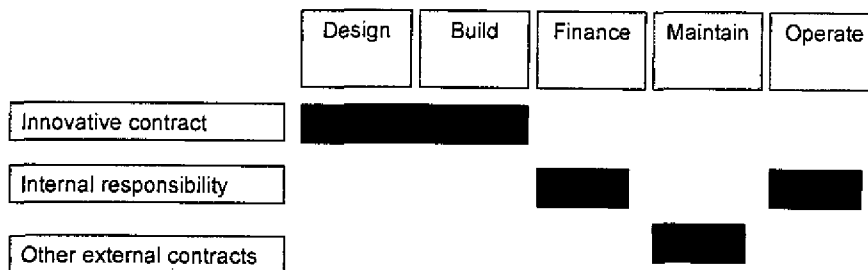 Design
Build
Finance
Maintain
Operate
Innovative contract
Internal responsibility
Other external contracts